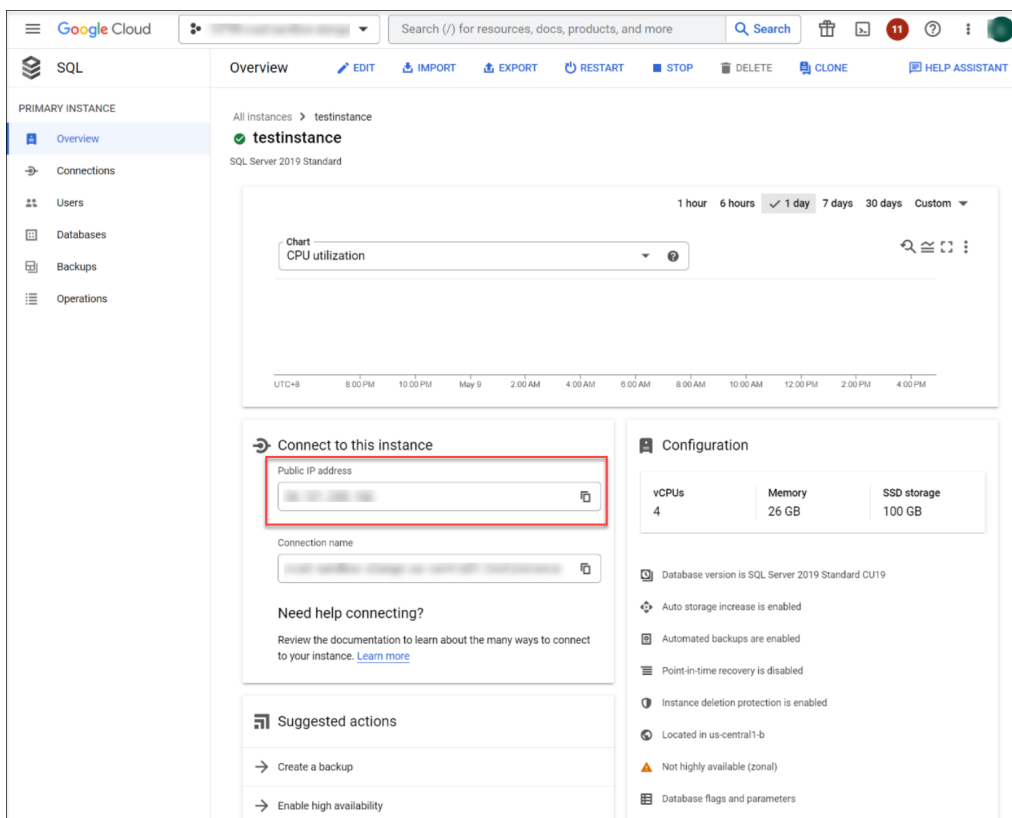 Google Cloud
Search (/) for resources, docs, products, and more
Search
11
SQL
Overview
EDIT
IMPORT
EXPORT
RESTART
STOP
DELETE
CLONE
HELP ASSISTANT
PRIMARY INSTANCE
Overview
Connections
Users
Databases
Backups
Operations
All instances > testinstance
testinstance
SQL Server 2019 Standard
1 hour 6 hours 1 day 7 days 30 days Custom
Chart
CPU utilization
UTC+8 8:00 PM 10:00 PM May 9 2:00 AM 4:00 AM 6:00 AM 8:00 AM 10:00 AM 12:00 PM 2:00 PM 4:00 PM
Connect to this instance
Public IP address
Connection name
Need help connecting?
Review the documentation to learn about the many ways to connect
to your instance. Learn more
Suggested actions
Create a backup
Enable high availability
Configuration
vCPUs Memory SSD storage
4 26 GB 100 GB
Database version is SQL Server 2019 Standard CU19
Auto storage increase is enabled
Automated backups are enabled
Point-in-time recovery is disabled
Instance deletion protection is enabled
Located in us-central1-b
Not highly available (zonal)
Database flags and parameters